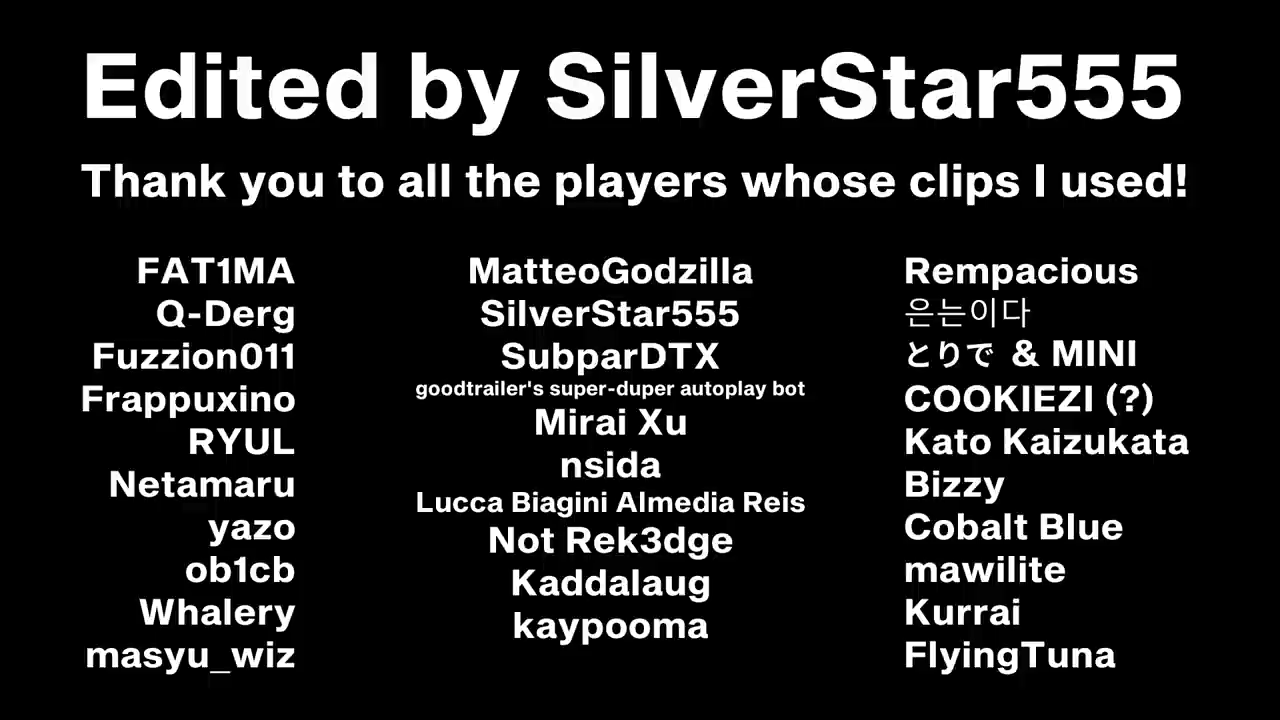 Edited by SilverStar555
Thank you to all the players whose clips I used!
FAT1MA
Q-Derg
Fuzzion011
Frappuxino
RYUL
Netamaru
yazo
ob1cb
Whalery
masyu_wiz
MatteoGodzilla
SilverStar555
SubparDTX
goodtrailer's super-duper autoplay bot
Mirai Xu
nsida
Lucca Biagini Almedia Reis
Not Rek3dge
Kaddalaug
kaypooma
Rempacious
은는이다
とりで & MINI
COOKIEZI (?)
Kato Kaizukata
Bizzy
Cobalt Blue
mawilite
Kurrai
FlyingTuna